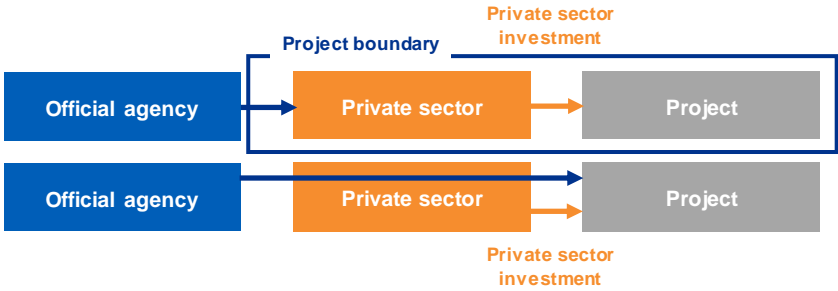 Private sector
investment
Project boundary
Official agency
Private sector
Project
Official agency
Private sector
Project
Private sector
investment